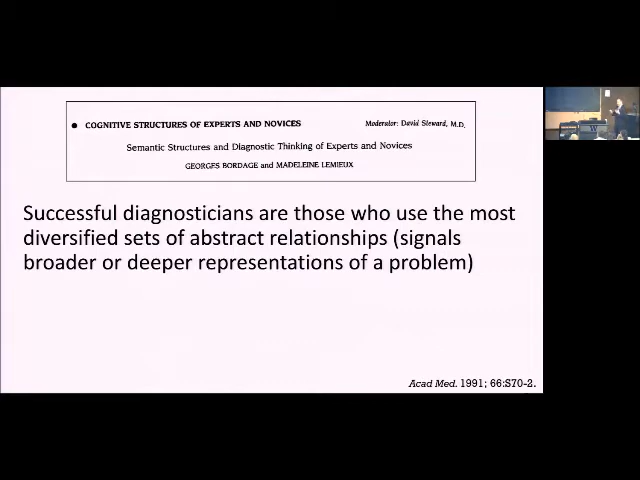 ● COGNITIVE STRUCTURES OF EXPERTS AND NOVICES Moderator: David Steward, M.D.
Semantic Structures and Diagnostic Thinking of Experts and Novices
GEORGES BORDAGE and MADELEINE LEMIEUX
Successful diagnosticians are those who use the most
diversified sets of abstract relationships (signals
broader or deeper representations of a problem)
Acad Med. 1991; 66:S70-2.